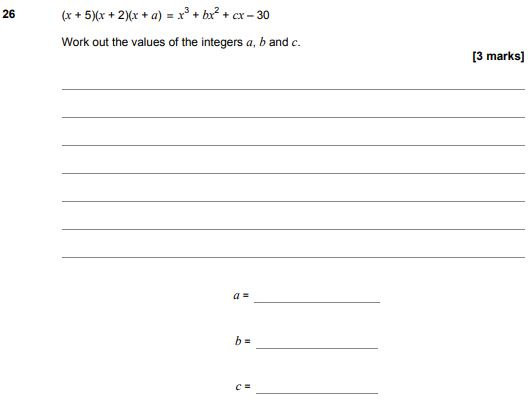 26 (x + 5)(x + 2)(x + a) = x³ + bx² + cx – 30
Work out the values of the integers a, b and c.
[3 marks]
a =
b =
c =